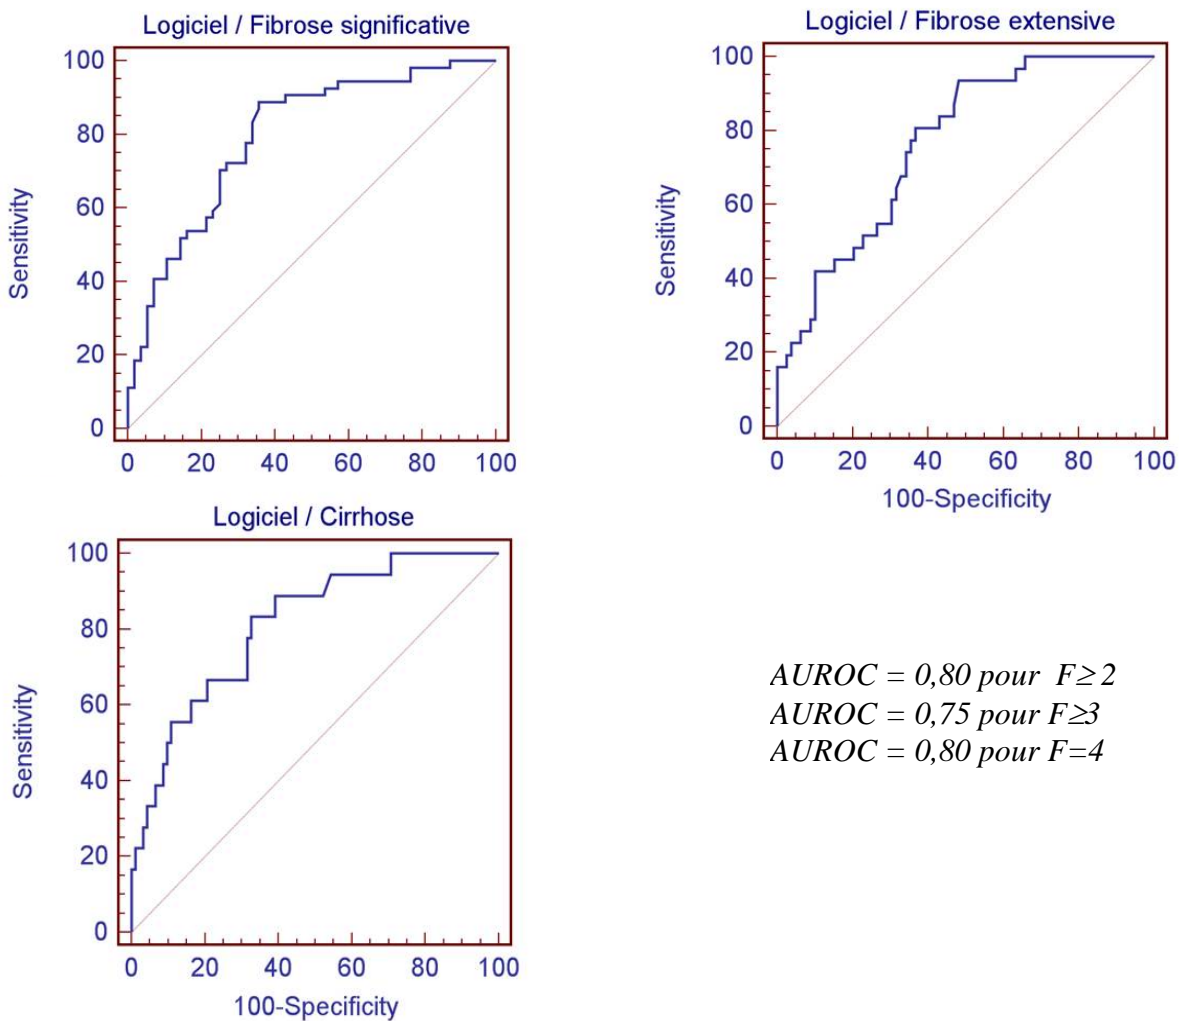 Logiciel / Fibrose significative
100
80
60
40
20
0
Sensitivity
0 20 40 60 80 100
Logiciel / Fibrose extensive
100
80
60
40
20
0
Sensitivity
0 20 40 60 80 100
100-Specificity
Logiciel / Cirrhose
100
80
60
40
20
0
Sensitivity
0 20 40 60 80 100
100-Specificity
AUROC = 0,80 pour F≥ 2
AUROC = 0,75 pour F≥3
AUROC = 0,80 pour F=4